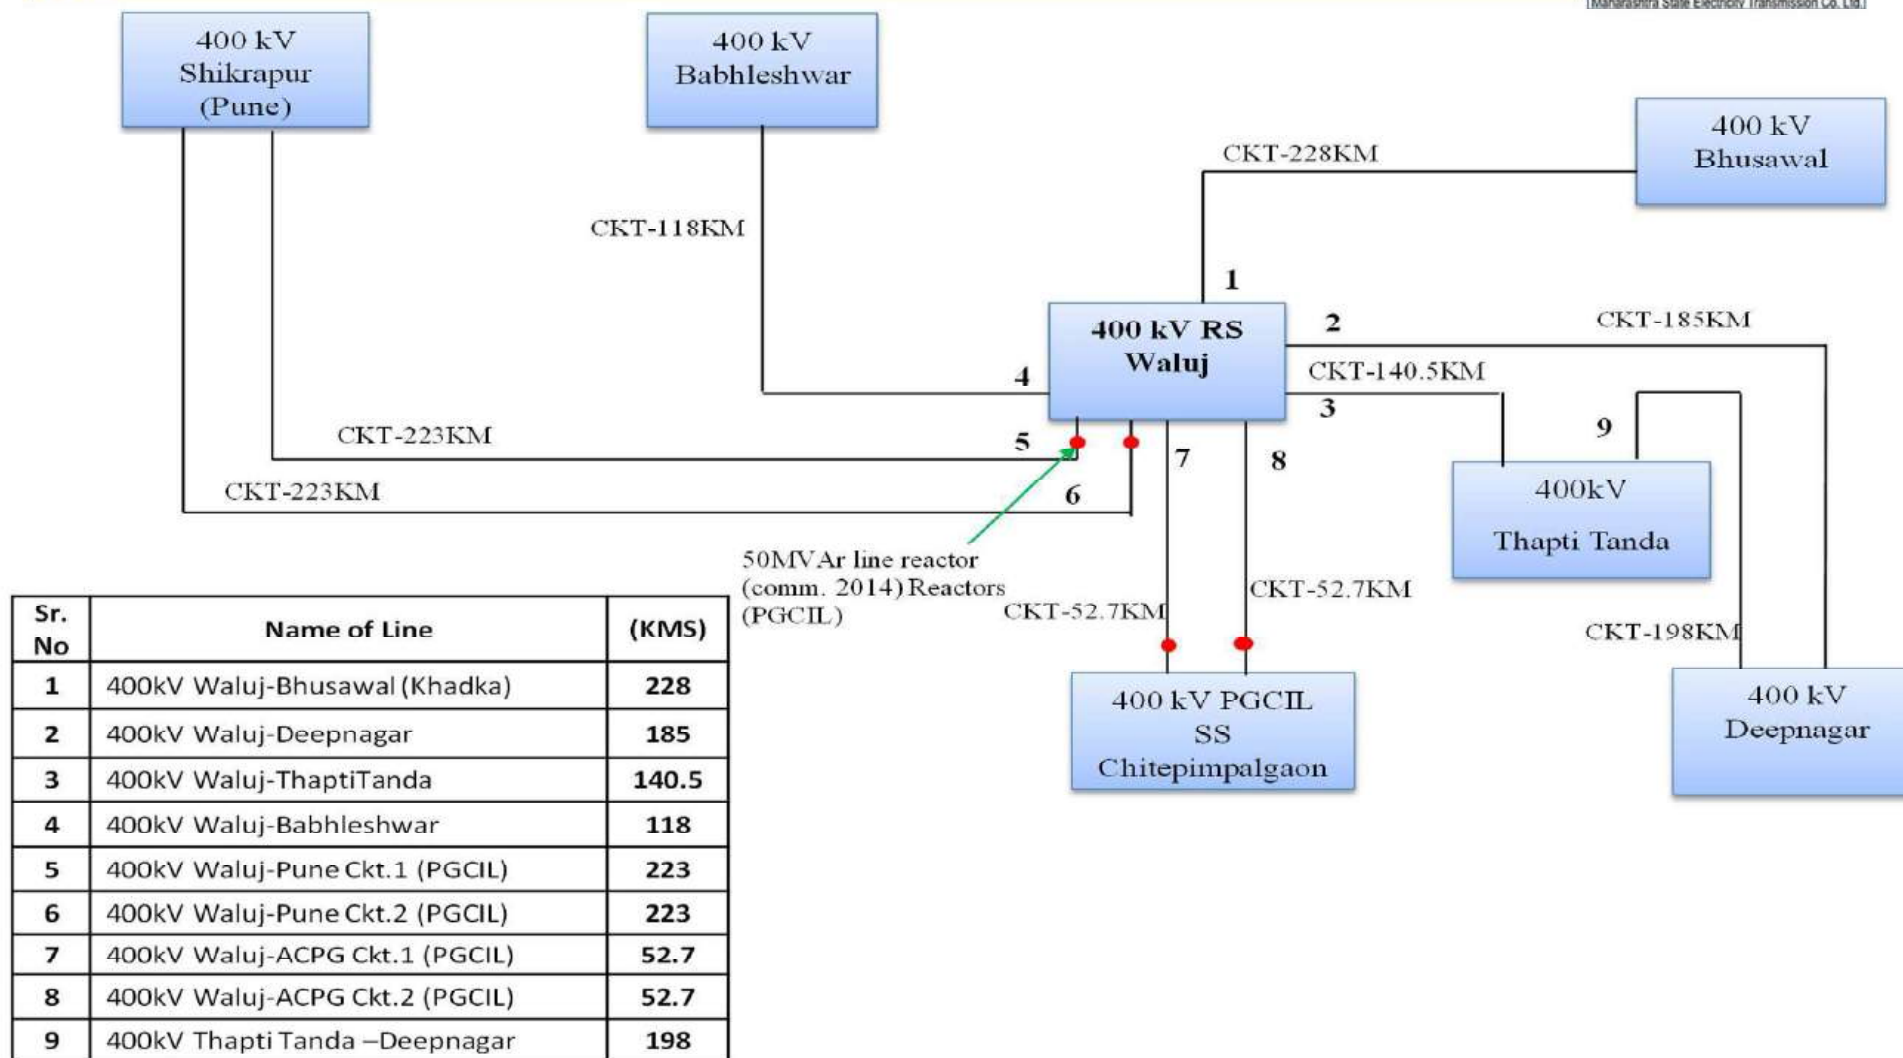 [Maharashtra State Electricity Transmission Co. Ltd.]
400 kV
Shikrapur
(Pune)
400 kV
Babhleshwar
400 kV
Bhusawal
CKT-228KM
CKT-118KM
1
400 kV RS
Waluj
2
CKT-185KM
CKT-140.5KM
3
4
CKT-223KM
5
CKT-223KM
6
7
8
9
400kV
Thapti Tanda
50MVAr line reactor
(comm. 2014) Reactors
(PGCIL)
CKT-52.7KM
CKT-52.7KM
CKT-198KM
400 kV PGCIL
SS
Chitepimpalgaon
400 kV
Deepnagar
Sr. No Name of Line (KMS)
1 400kV Waluj-Bhusawal (Khadka) 228
2 400kV Waluj-Deepnagar 185
3 400kV Waluj-ThaptiTanda 140.5
4 400kV Waluj-Babhleshwar 118
5 400kV Waluj-Pune Ckt.1 (PGCIL) 223
6 400kV Waluj-Pune Ckt.2 (PGCIL) 223
7 400kV Waluj-ACPG Ckt.1 (PGCIL) 52.7
8 400kV Waluj-ACPG Ckt.2 (PGCIL) 52.7
9 400kV Thapti Tanda –Deepnagar 198